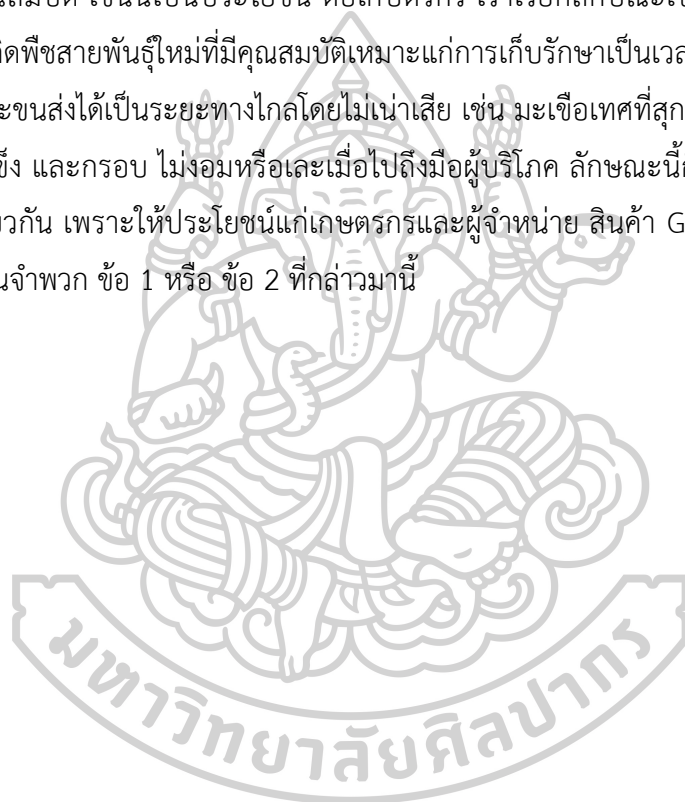 เกิดพืชสายพันธุ์ใหม่ที่มีคุณสมบัติเหมาะแก่การเก็บรักษาเป็นเวล
ะขนส่งได้เป็นระยะทางไกลโดยไม่เน่าเสีย เช่น มะเขือเทศที่สุก
ข็ง และกรอบ ไม่งอมหรือเละเมื่อไปถึงมือผู้บริโภค ลักษณะนี้
ยวกัน เพราะให้ประโยชน์แก่เกษตรกรและผู้จำหน่าย สินค้า G
นจำพวก ข้อ 1 หรือ ข้อ 2 ที่กล่าวมานี้
มหาวิทยาลัยศิลปากร